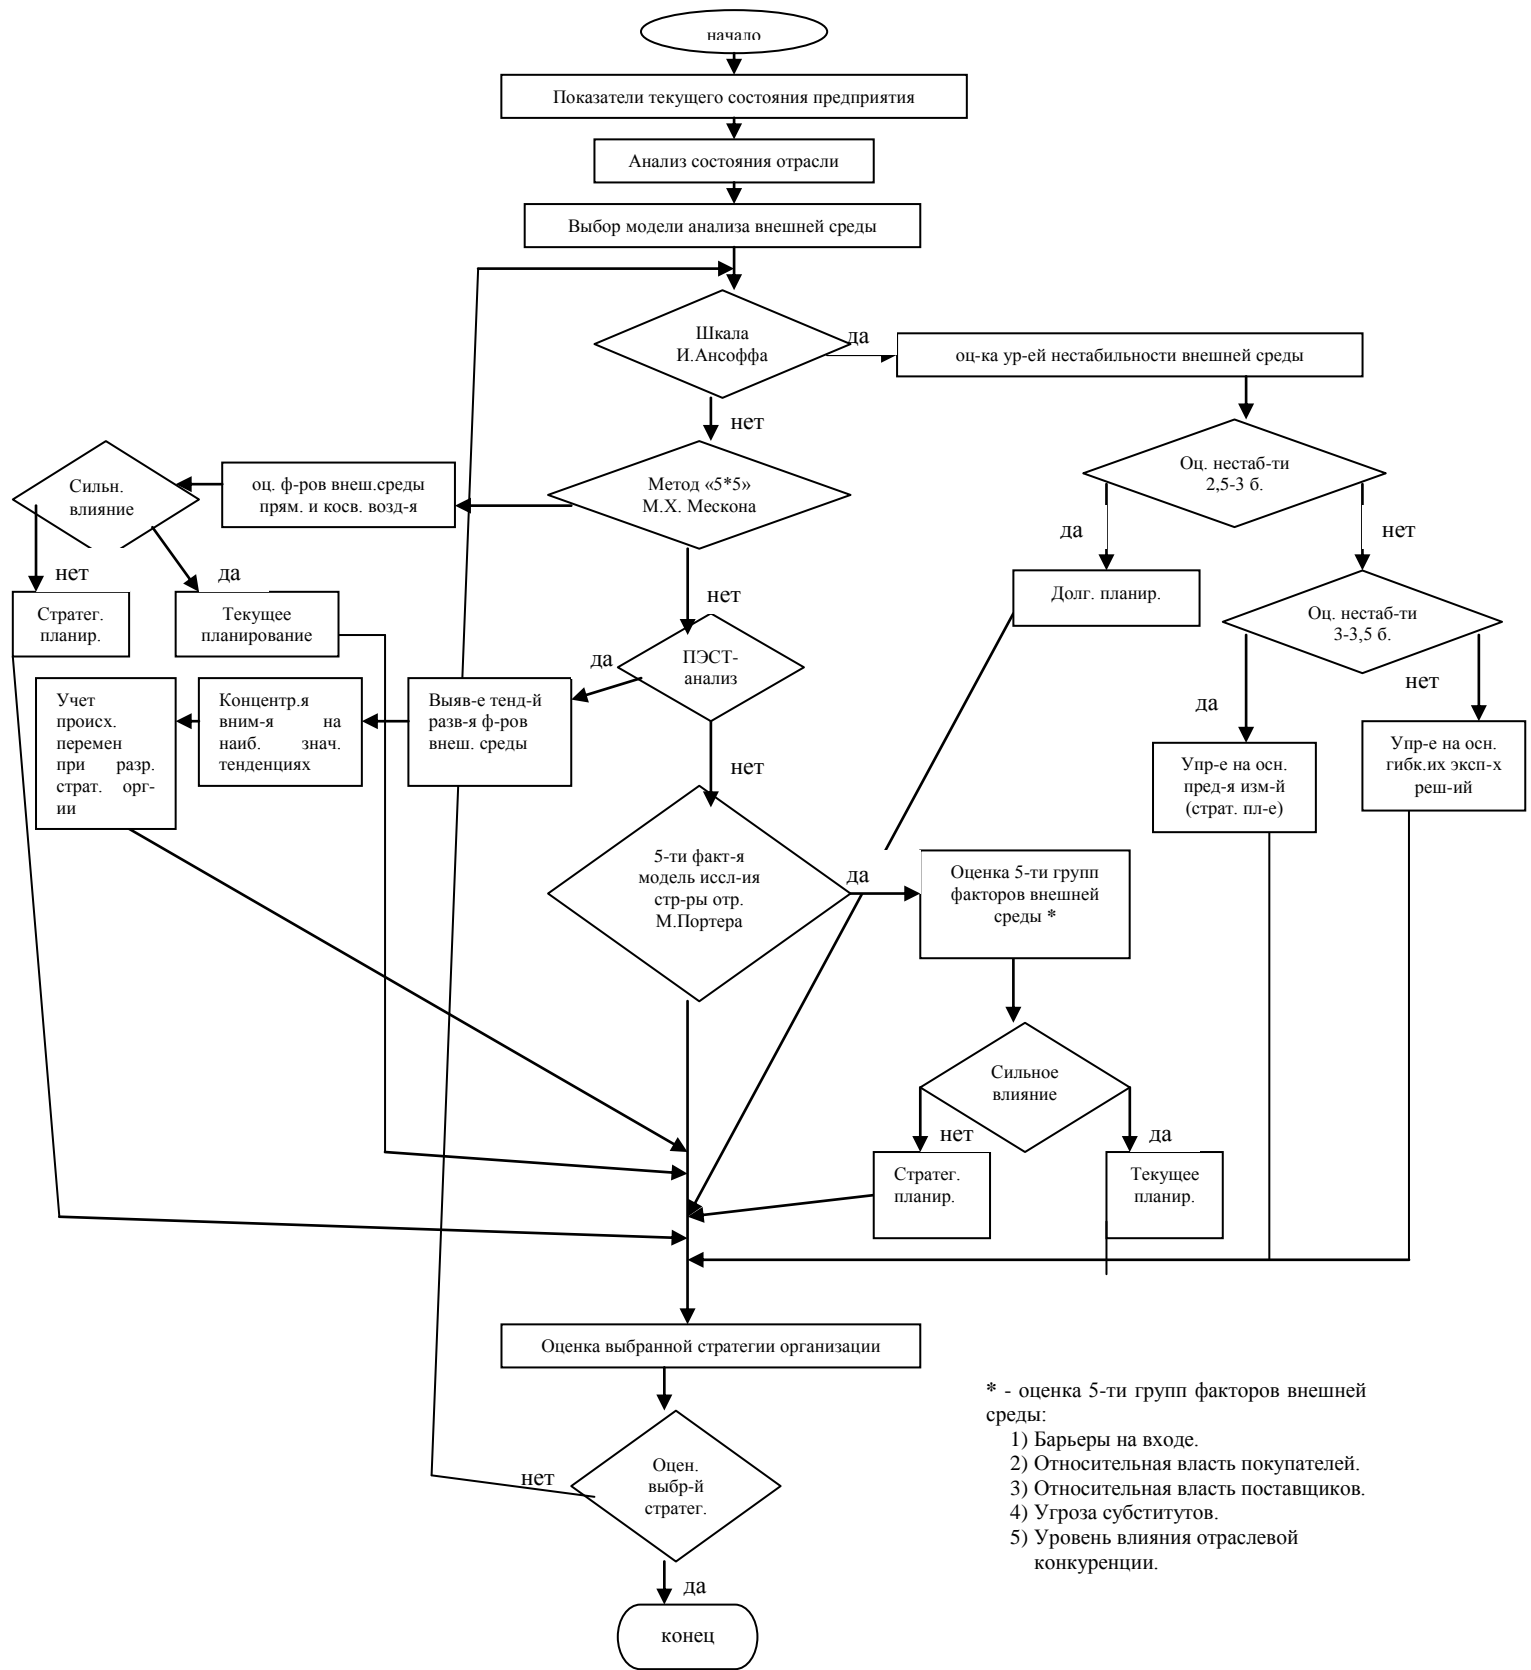 начало
Показатели текущего состояния предприятия
Анализ состояния отрасли
Выбор модели анализа внешней среды
Шкала
И.Ансоффа
да
оц-ка ур-ей нестабильности внешней среды
нет
Оц. нестаб-ти
2,5-3 б.
Сильн.
влияние
оц. ф-ров внеш.среды
прям. и косв. возд-я
Метод «5*5»
М.Х. Мескона
да
нет
нет
да
нет
Стратег.
планир.
Текущее
планирование
Долг. планир.
Оц. нестаб-ти
3-3,5 б.
да
ПЭСТ-
анализ
нет
да
нет
Учет
происх.
перемен
при разр.
страт. орг-
ии
Концентр.я
вним-я на
наиб. знач.
тенденциях
Выяв-е тенд-й
разв-я ф-ров
внеш. среды
Упр-е на осн.
пред-я изм-й
(страт. пл-е)
Упр-е на осн.
гибк.их эксп-х
реш-ий
5-ти факт-я
модель иссл-ия
стр-ры отр.
М.Портера
да
Оценка 5-ти групп
факторов внешней
среды *
Сильное
влияние
нет
да
Стратег.
планир.
Текущее
планир.
Оценка выбранной стратегии организации
Оцен.
выбр-й
стратег.
нет
да
конец
* - оценка 5-ти групп факторов внешней
среды:
1) Барьеры на входе.
2) Относительная власть покупателей.
3) Относительная власть поставщиков.
4) Угроза субститутов.
5) Уровень влияния отраслевой
конкуренции.